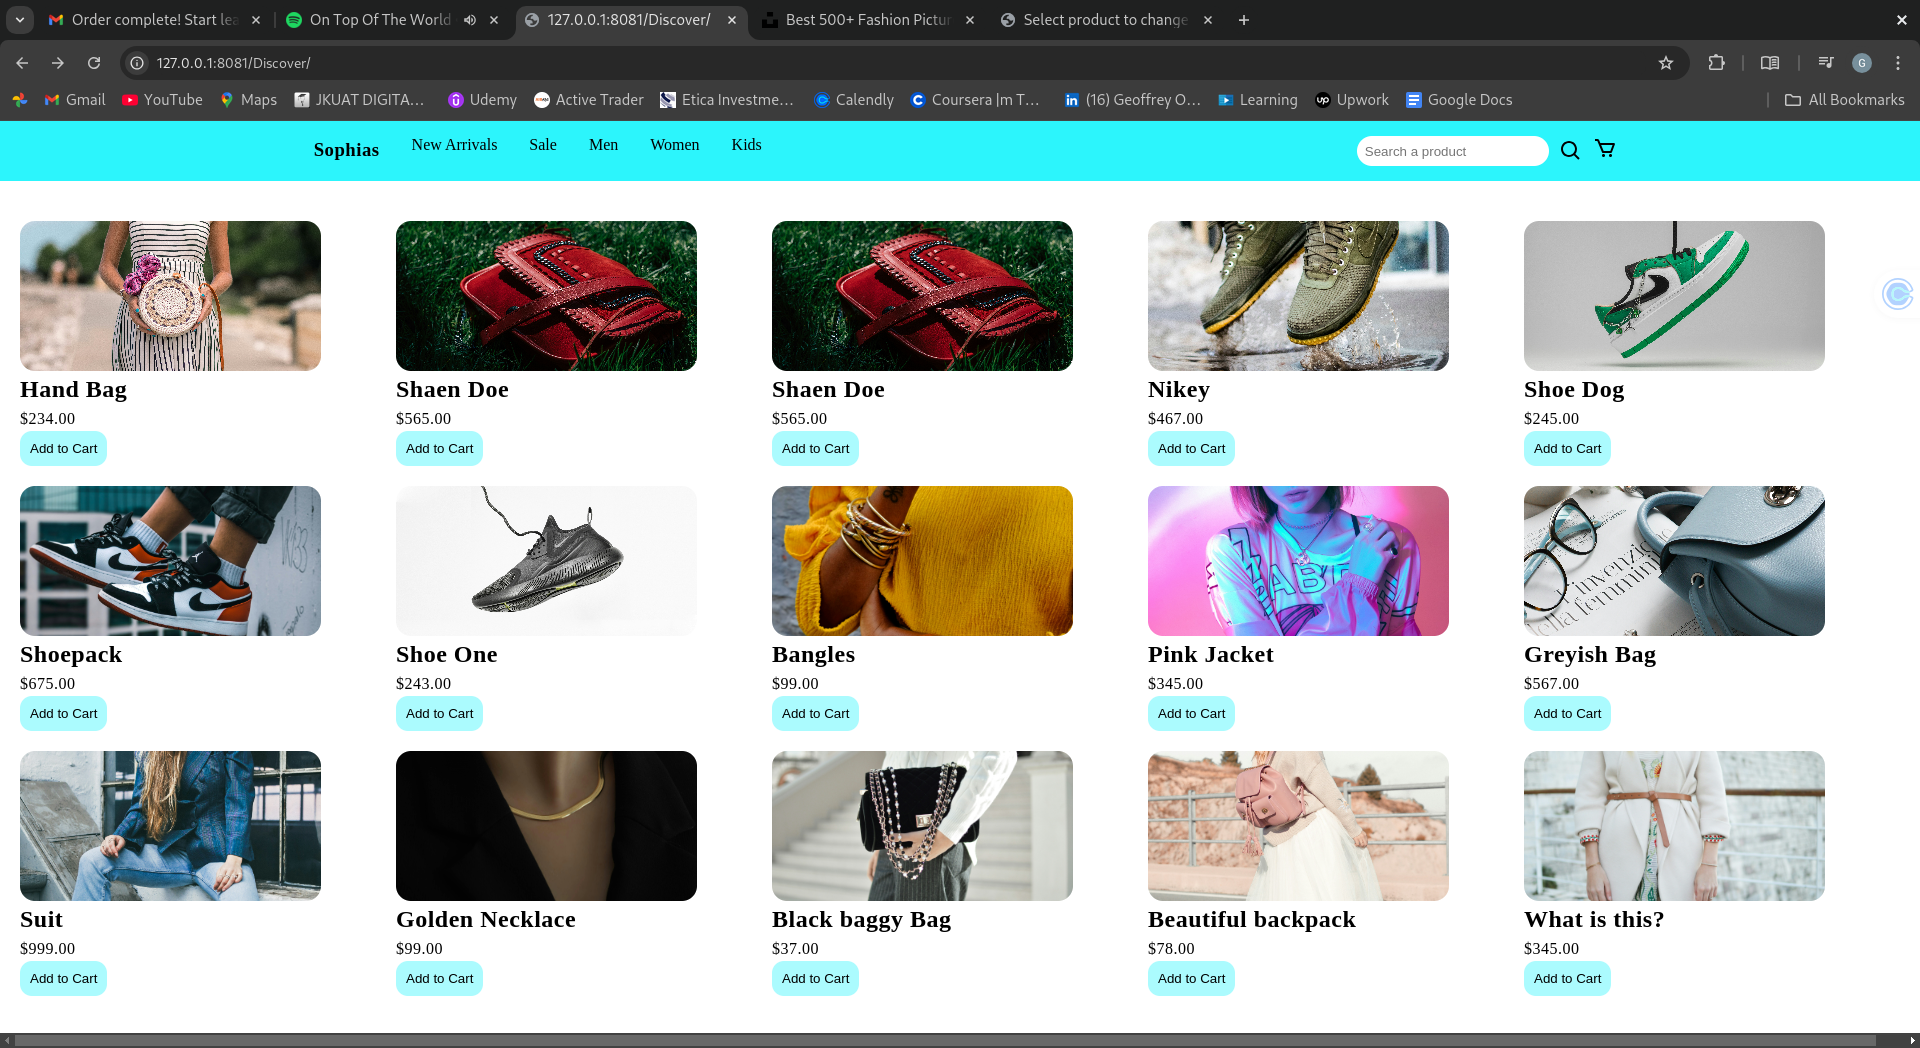 Order complete! Start lea
On Top Of The World
127.0.0.1:8081/Discover/
Best 500+ Fashion Pictur
Select product to change
127.0.0.1:8081/Discover/
Gmail
YouTube
Maps
JKUAT DIGITA...
Udemy
Active Trader
Etica Investme...
Calendly
Coursera |m T...
(16) Geoffrey O...
Learning
Upwork
Google Docs
All Bookmarks
G
Sophias
New Arrivals
Sale
Men
Women
Kids
Search a product
Hand Bag
$234.00
Add to Cart
Shaen Doe
$565.00
Add to Cart
Shaen Doe
$565.00
Add to Cart
Nikey
$467.00
Add to Cart
Shoe Dog
$245.00
Add to Cart
Shoepack
$675.00
Add to Cart
Shoe One
$243.00
Add to Cart
Bangles
$99.00
Add to Cart
Pink Jacket
$345.00
Add to Cart
Greyish Bag
$567.00
Add to Cart
Suit
$999.00
Add to Cart
Golden Necklace
$99.00
Add to Cart
Black baggy Bag
$37.00
Add to Cart
Beautiful backpack
$78.00
Add to Cart
What is this?
$345.00
Add to Cart